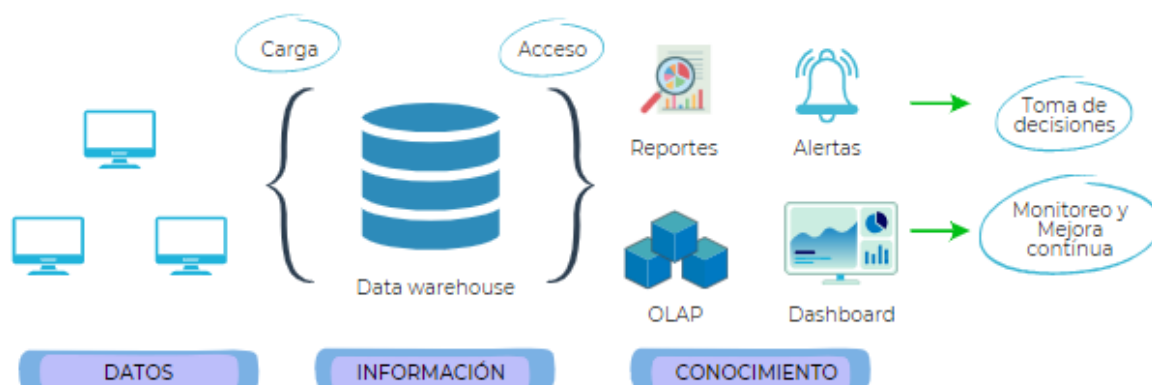 Carga
Acceso
Reportes
Alertas
Toma de
decisiones
Monitoreo y
Mejora
contínua
Data warehouse
OLAP
Dashboard
DATOS
INFORMACIÓN
CONOCIMIENTO